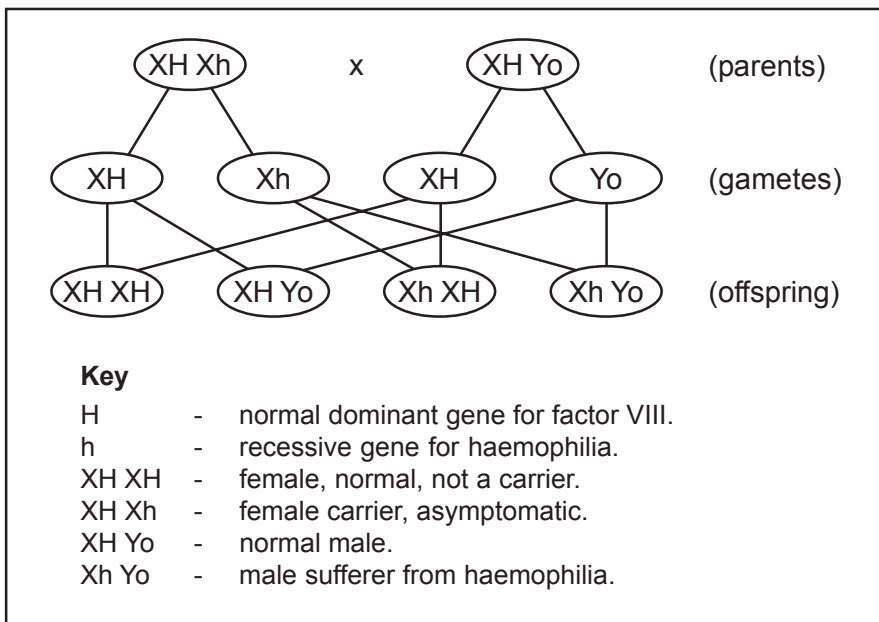 XH Xh x XH Yo (parents)
XH Xh XH Yo (gametes)
XH XH XH Yo Xh XH Xh Yo (offspring)
Key
H - normal dominant gene for factor VIII.
h - recessive gene for haemophilia.
XH XH - female, normal, not a carrier.
XH Xh - female carrier, asymptomatic.
XH Yo - normal male.
Xh Yo - male sufferer from haemophilia.